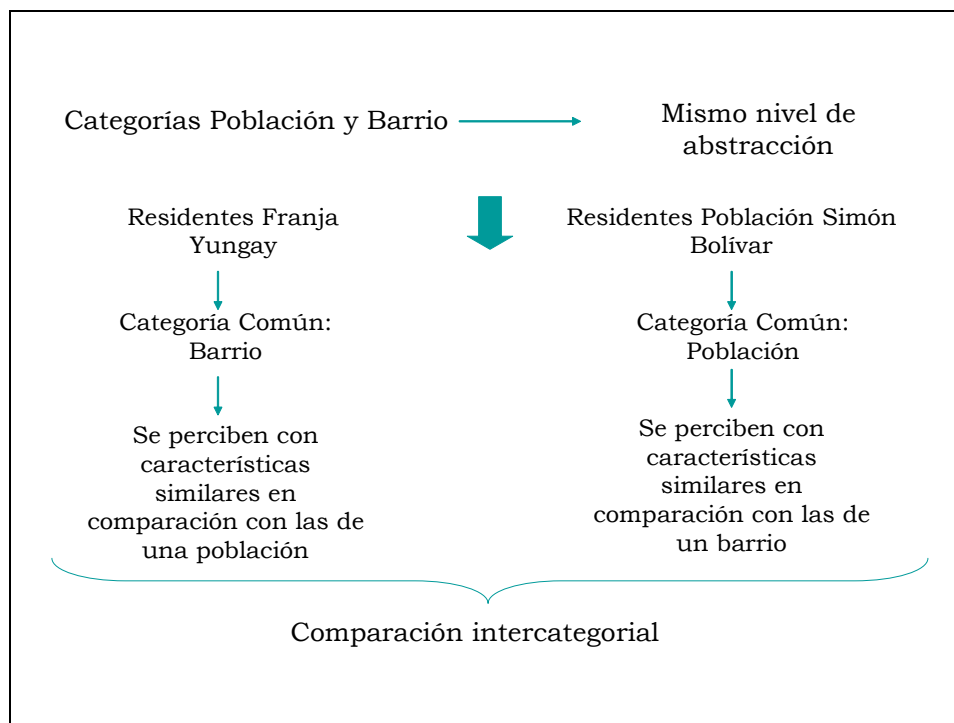 Categorías Población y Barrio
Mismo nivel de
abstracción
Residentes Franja
Yungay
Residentes Población Simón
Bolívar
Categoría Común:
Barrio
Categoría Común:
Población
Se perciben con
características
similares en
comparación con las de
una población
Se perciben con
características
similares en
comparación con las de
un barrio
Comparación intercategorial